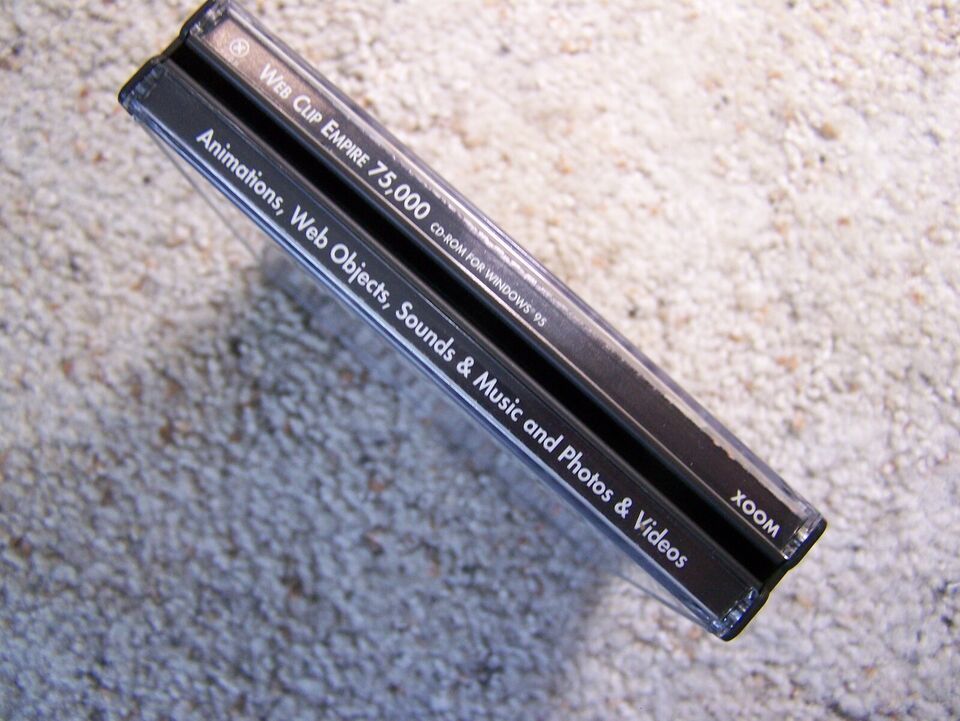 WEB CLIP EMPIRE 75,000 CD-ROM FOR WINDOWS 95 XOOM
Animations, Web Objects, Sounds & Music and Photos & Videos